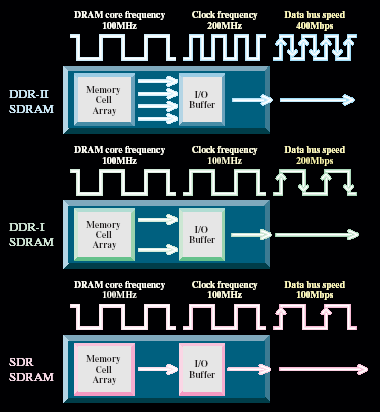 DRAM core frequency
100MHz
Clock frequency
200MHz
Data bus speed
400Mbps
DDR-II
SDRAM
Memory
Cell
Array
I/O
Buffer
DRAM core frequency
100MHz
Clock frequency
100MHz
Data bus speed
200Mbps
DDR-I
SDRAM
Memory
Cell
Array
I/O
Buffer
DRAM core frequency
100MHz
Clock frequency
100MHz
Data bus speed
100Mbps
SDR
SDRAM
Memory
Cell
Array
I/O
Buffer